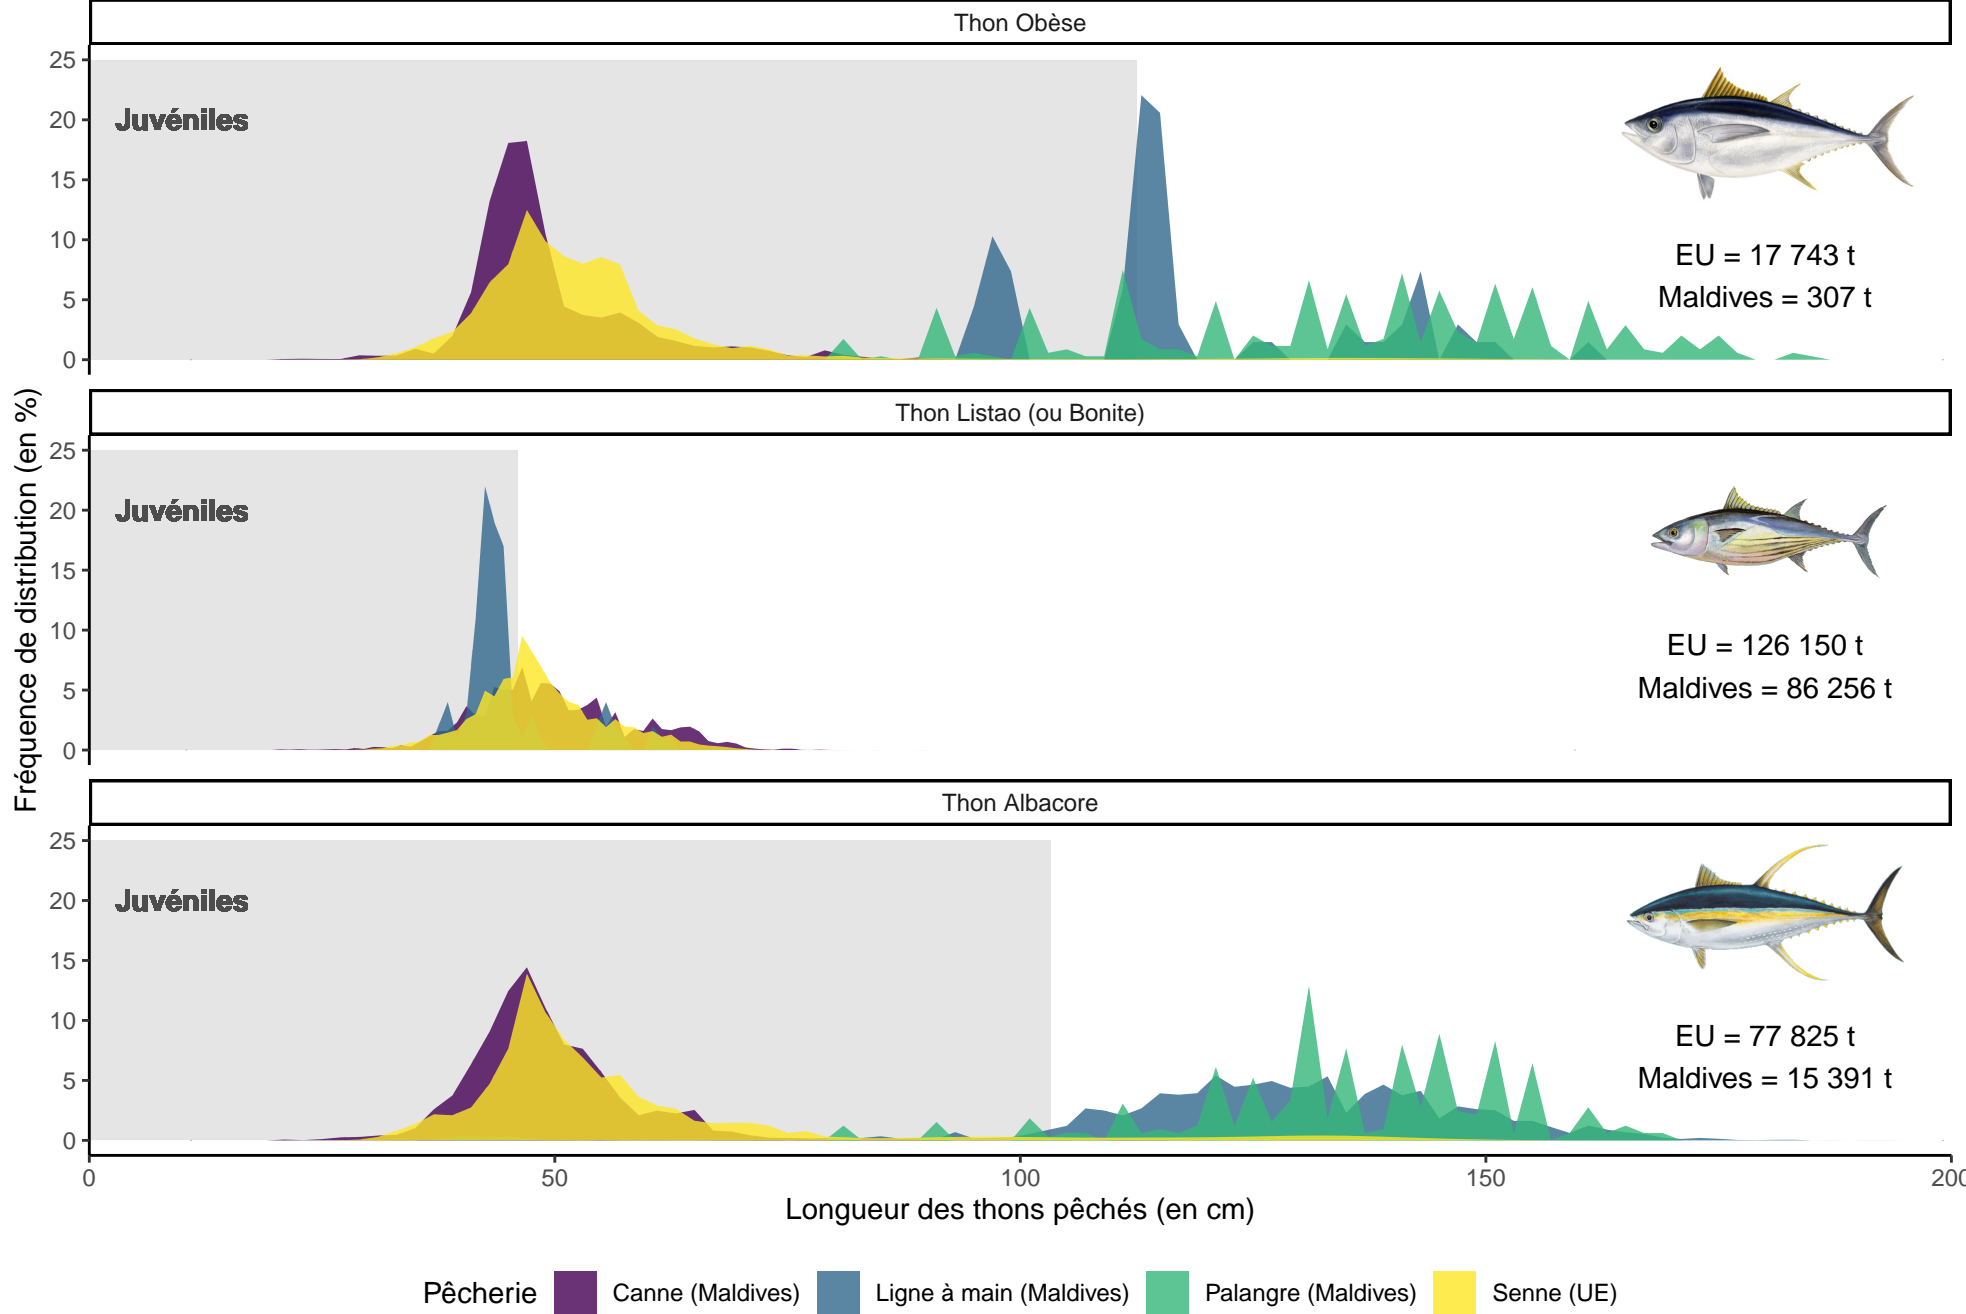 Thon Obèse
25
20
15
10
5
0
Juvéniles
EU = 17 743 t
Maldives = 307 t
Thon Listao (ou Bonite)
25
20
15
10
5
0
Juvéniles
EU = 126 150 t
Maldives = 86 256 t
Thon Albacore
25
20
15
10
5
0
Juvéniles
EU = 77 825 t
Maldives = 15 391 t
Fréquence de distribution (en %)
0 50 100 150 200
Longueur des thons pêchés (en cm)
Pêcherie Canne (Maldives) Ligne à main (Maldives) Palangre (Maldives) Senne (UE)